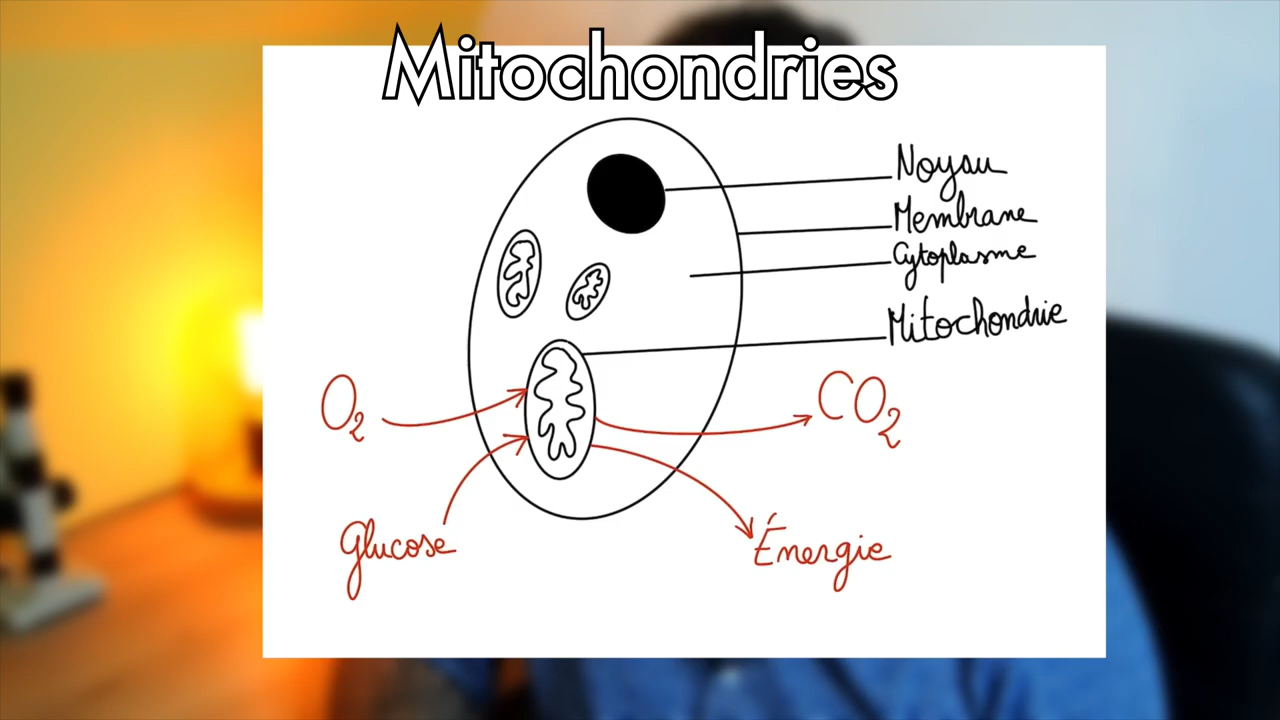 Mitochondries
Noyau
Membrane
Cytoplasme
Mitochondrie
O₂
CO₂
Glucose
Énergie